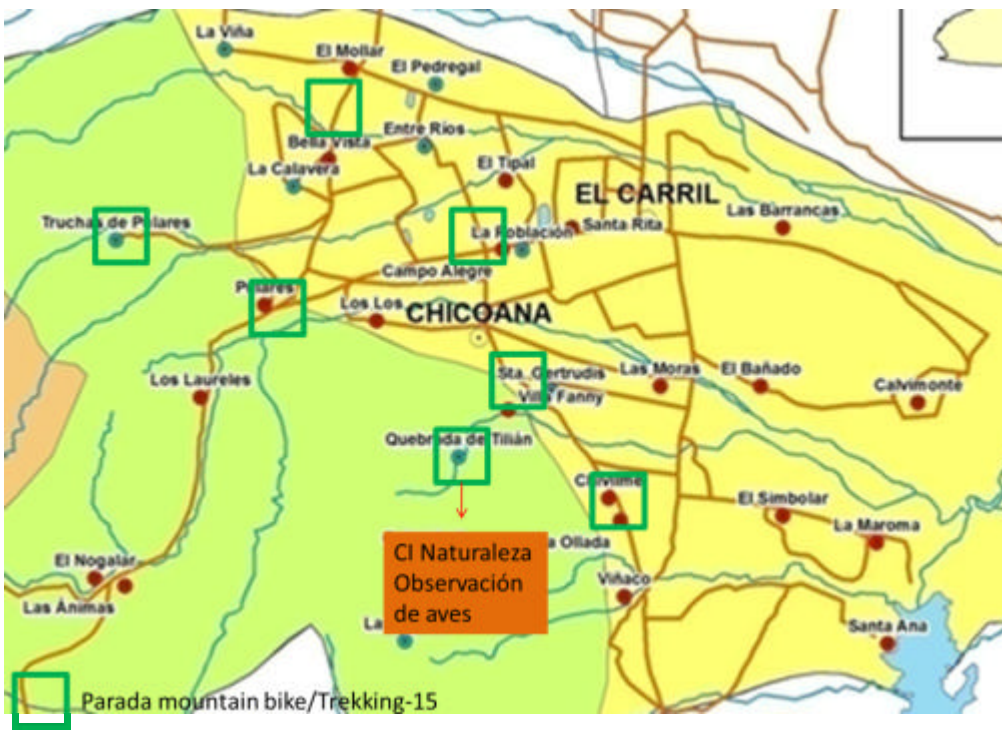 La Viña
El Mollar
El Pedregal
Entre Ríos
Bella Vista
La Calavera
El Tipal
EL CARRIL
Las Barrancas
Truchas de Pulares
La Población
Santa Rita
Campo Alegre
Pulares
Los Los
CHICOANA
Los Laureles
Sta. Gertrudis
Las Moras
El Bañado
Calvimonte
Villa Fanny
Quebrada de Tilián
Chivilme
El Simbolar
CI Naturaleza
Observación
de aves
a Ollada
La Maroma
El Nogalar
Viñaco
Las Ánimas
La
Santa Ana
Parada mountain bike/Trekking-15